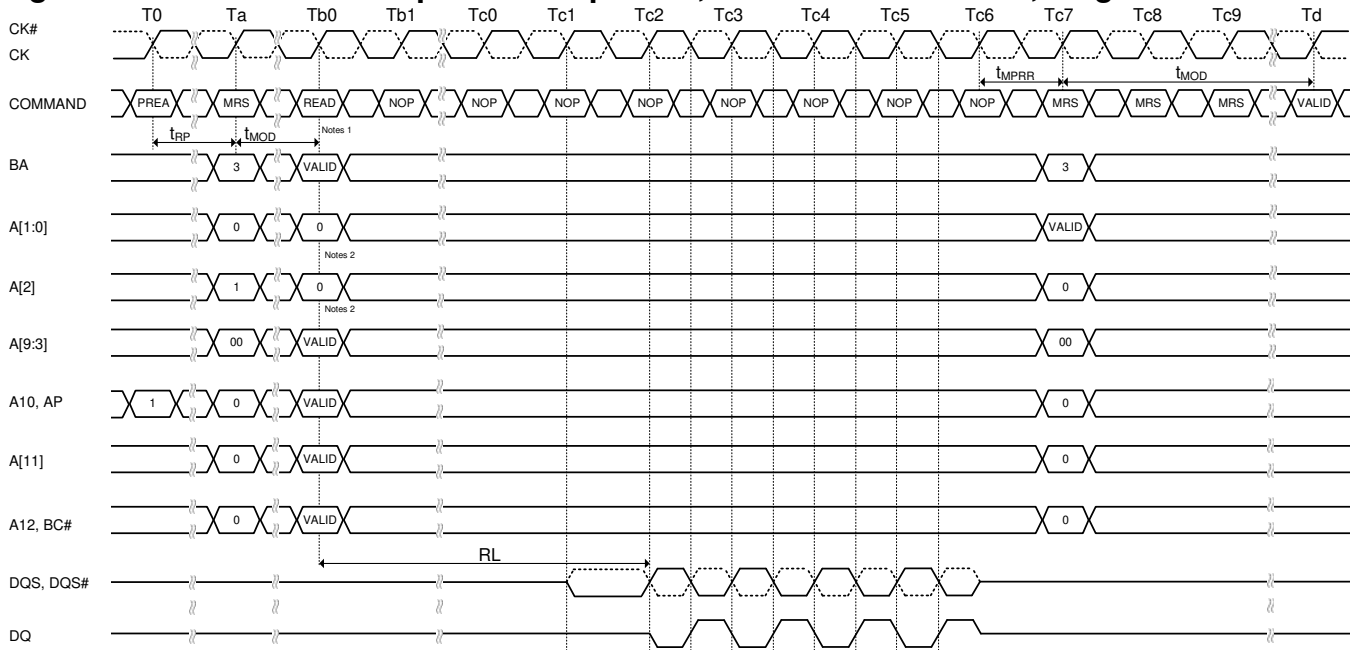 T0 Ta Tb0 Tb1 Tc0 Tc1 Tc2 Tc3 Tc4 Tc5 Tc6 Tc7 Tc8 Tc9 Td
CK#
CK
tMPRR tMOD
COMMAND PREA MRS READ NOP NOP NOP NOP NOP NOP NOP NOP MRS MRS MRS VALID
tRP tMOD Notes 1
BA 3 VALID 3
A[1:0] 0 0 VALID
Notes 2
A[2] 1 0 0
Notes 2
A[9:3] 00 VALID 00
A10, AP 1 0 VALID 0
A[11] 0 VALID 0
A12, BC# 0 VALID 0
RL
DQS, DQS#
DQ